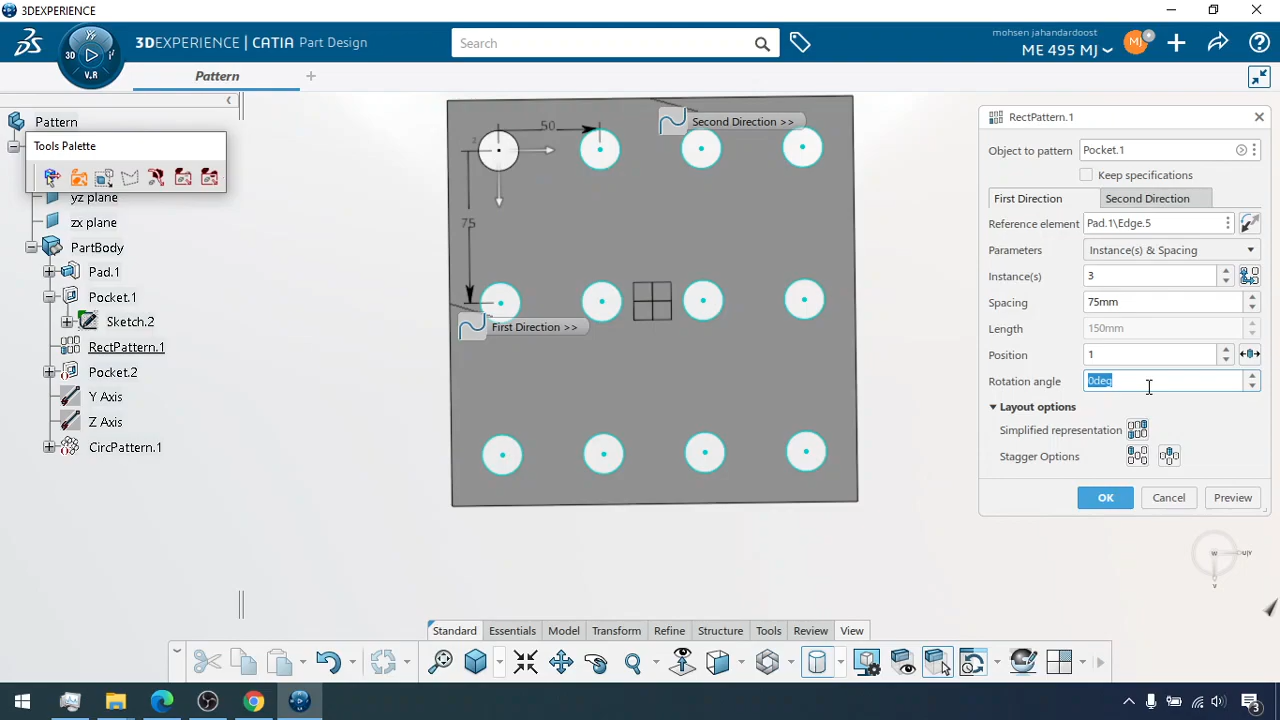 3DEXPERIENCE
3DEXPERIENCE | CATIA Part Design
Search
mohsen jahandardoost
ME 495 MJ
MJ
3D
V.R
Pattern
Pattern
Tools Palette
yz plane
zx plane
PartBody
Pad.1
Pocket.1
Sketch.2
RectPattern.1
Pocket.2
Y Axis
Z Axis
CircPattern.1
50
75
Second Direction >>
First Direction >>
RectPattern.1
Object to pattern
Pocket.1
Keep specifications
First Direction
Second Direction
Reference element
Pad.1\Edge.5
Parameters
Instance(s) & Spacing
Instance(s)
3
Spacing
75mm
Length
150mm
Position
1
Rotation angle
0deg
Layout options
Simplified representation
Stagger Options
OK
Cancel
Preview
W
Standard
Essentials
Model
Transform
Refine
Structure
Tools
Review
View
3